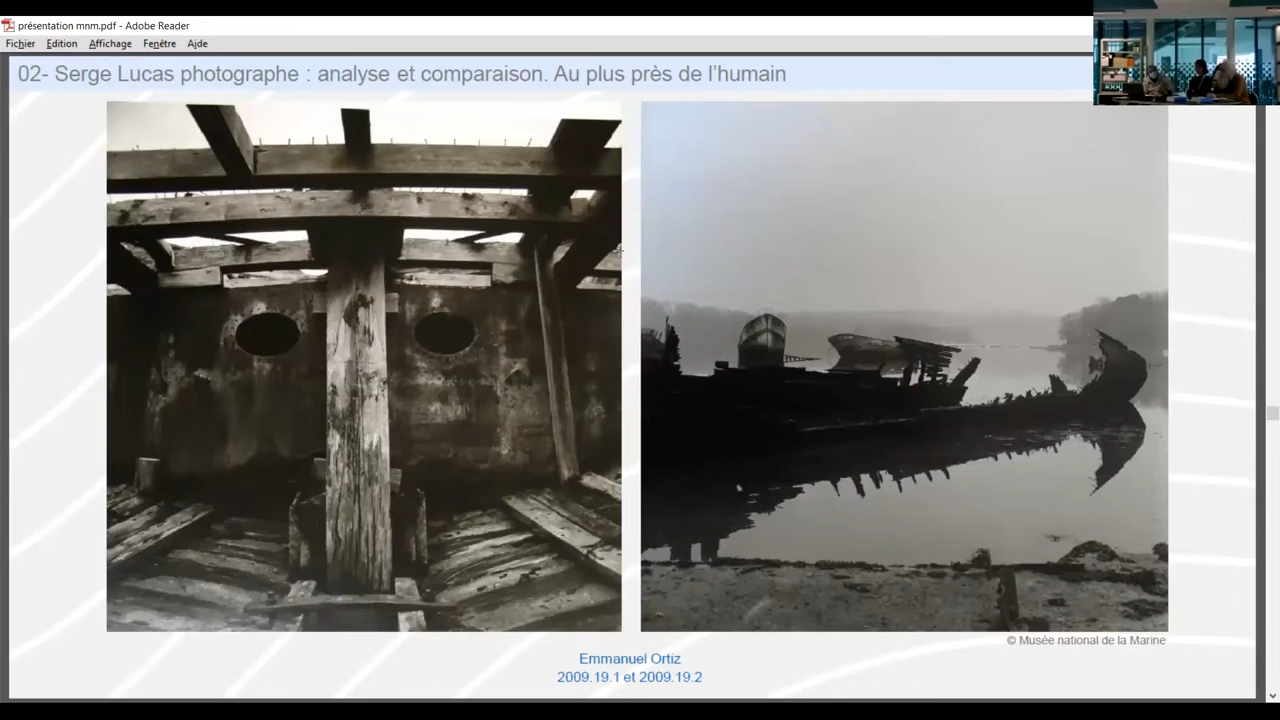 présentation mnm.pdf - Adobe Reader
Fichier Edition Affichage Fenêtre Aide
02- Serge Lucas photographe : analyse et comparaison. Au plus près de l'humain
© Musée national de la Marine
Emmanuel Ortiz
2009.19.1 et 2009.19.2